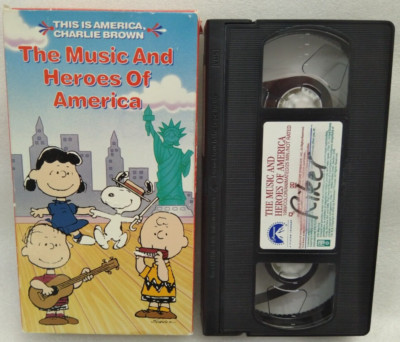 THIS IS AMERICA,
CHARLIE BROWN
The Music And
Heroes Of
America
THE MUSIC AND
HEROES OF AMERICA
Riker